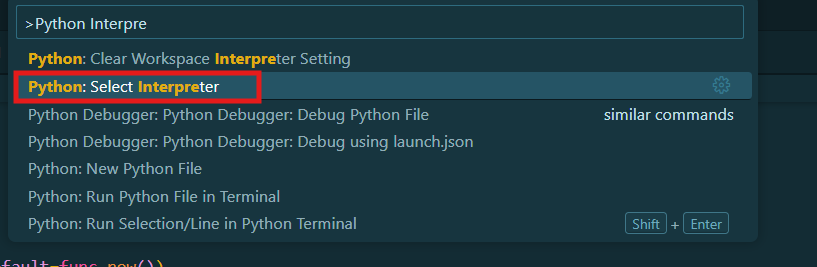 >Python Interpre
Python: Clear Workspace Interpreter Setting
Python: Select Interpreter
Python Debugger: Python Debugger: Debug Python File similar commands
Python Debugger: Python Debugger: Debug using launch.json
Python: New Python File
Python: Run Python File in Terminal
Python: Run Selection/Line in Python Terminal Shift + Enter
fault=func.now())